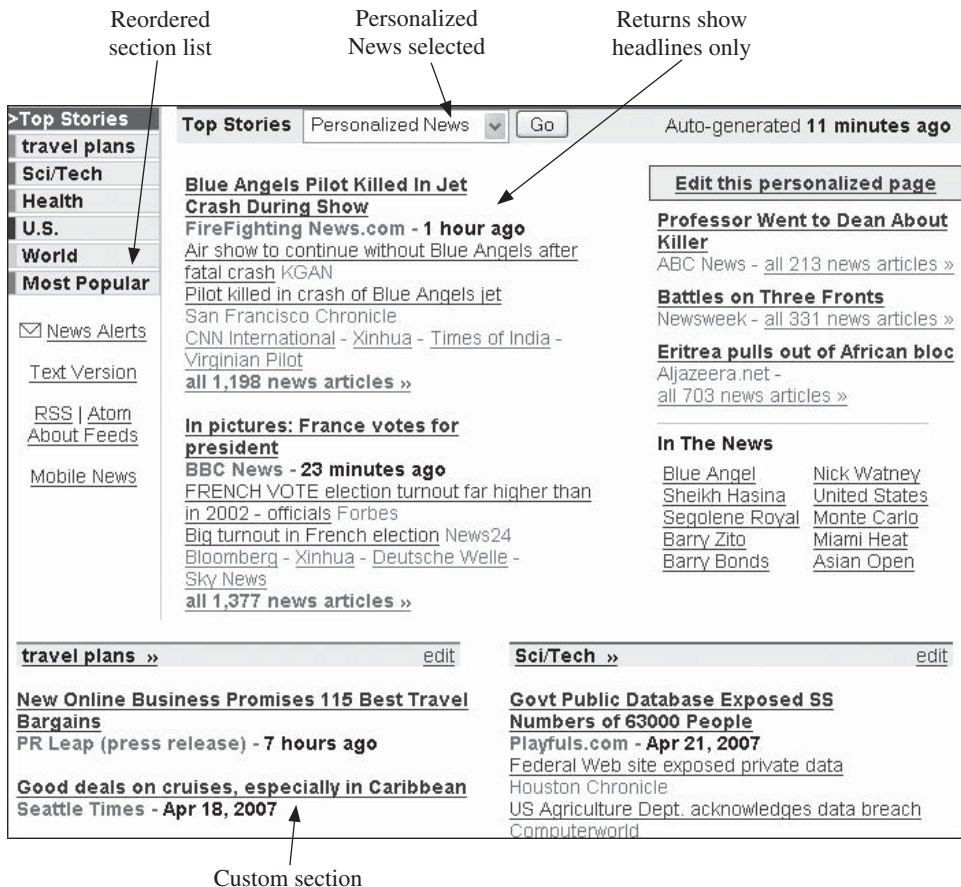 Reordered
section list
Personalized
News selected
Returns show
headlines only
>Top Stories
travel plans
Sci/Tech
Health
U.S.
World
Most Popular
News Alerts
Text Version
RSS | Atom
About Feeds
Mobile News
Top Stories Personalized News Go Auto-generated 11 minutes ago
Blue Angels Pilot Killed In Jet
Crash During Show
FireFighting News.com - 1 hour ago
Air show to continue without Blue Angels after
fatal crash KGAN
Pilot killed in crash of Blue Angels jet
San Francisco Chronicle
CNN International - Xinhua - Times of India -
Virginian Pilot
all 1,198 news articles »
In pictures: France votes for
president
BBC News - 23 minutes ago
FRENCH VOTE election turnout far higher than
in 2002 - officials Forbes
Big turnout in French election News24
Bloomberg - Xinhua - Deutsche Welle -
Sky News
all 1,377 news articles »
Edit this personalized page
Professor Went to Dean About
Killer
ABC News - all 213 news articles »
Battles on Three Fronts
Newsweek - all 331 news articles »
Eritrea pulls out of African bloc
Aljazeera.net -
all 703 news articles »
In The News
Blue Angel Nick Watney
Sheikh Hasina United States
Segolene Royal Monte Carlo
Barry Zito Miami Heat
Barry Bonds Asian Open
travel plans » edit
New Online Business Promises 115 Best Travel
Bargains
PR Leap (press release) - 7 hours ago
Good deals on cruises, especially in Caribbean
Seattle Times - Apr 18, 2007
Sci/Tech » edit
Govt Public Database Exposed SS
Numbers of 63000 People
Playfuls.com - Apr 21, 2007
Federal Web site exposed private data
Houston Chronicle
US Agriculture Dept. acknowledges data breach
Computerworld
Custom section